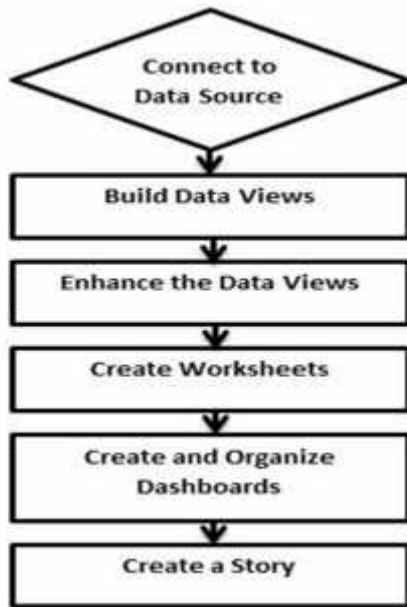 Connect to
Data Source
Build Data Views
Enhance the Data Views
Create Worksheets
Create and Organize
Dashboards
Create a Story